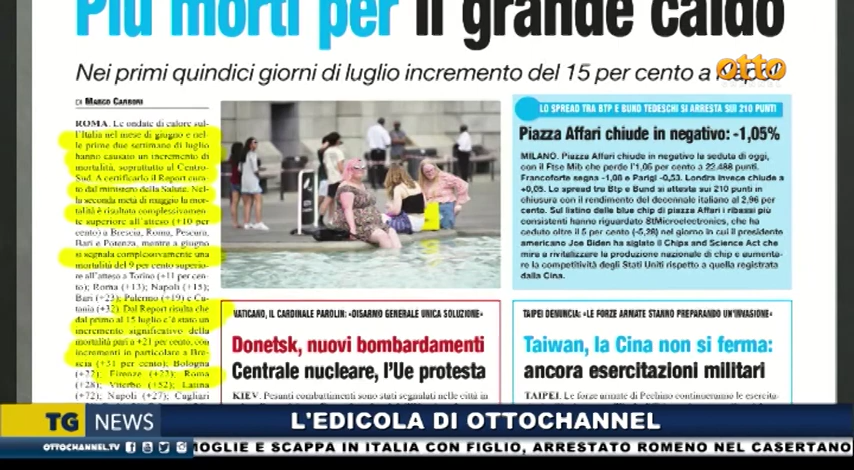 Più morti per il grande caldo
Nei primi quindici giorni di luglio incremento del 15 per cento a Napoli
otto
CHANNEL
DI MARCO CARBONI
ROMA. Le ondate di calore sul-
l'Italia nel mese di giugno e nel-
le prime due settimane di luglio
hanno causato un incremento di
mortalità, soprattutto al Centro-
Sud. A certificarlo il Report cura-
to dal ministero della Salute. Nel-
la seconda metà di maggio la mor-
talità è risultata complessivamen-
te superiore all'atteso (+10 per
cento) a Brescia, Roma, Pescara,
Bari e Potenza, mentre a giugno
si segnala complessivamente una
mortalità del 9 per cento superio-
re all'atteso a Torino (+11 per cen-
to); Roma (+13); Napoli (+15);
Bari (+23); Palermo (+19) e Ca-
tania (+32). Dal Report risulta che
dal primo al 15 luglio c'è stato un
incremento significativo della
mortalità pari a +21 per cento, con
incrementi in particolare a Bre-
scia (+31 per cento); Bologna
Firenze Roma
(+28); Viterbo (+52); Latina
(+72); Napoli (+27); Cagliari
LO SPREAD TRA BTP E BUND TEDESCHI SI ARRESTA SUI 210 PUNTI
Piazza Affari chiude in negativo: -1,05%
MILANO. Piazza Affari chiude in negativo la seduta di oggi,
con il Ftse Mib che perde l'1,05 per cento a 22.488 punti.
Francoforte segna -1,08 e Parigi -0,53. Londra invece chiude a
+0,05. Lo spread tra Btp e Bund si attesta sui 210 punti in
chiusura con il rendimento del decennale italiano al 2,96 per
cento. Sul listino delle blue chip di piazza Affari i ribassi più
consistenti hanno riguardato StMicroelectronics, che ha
ceduto oltre il 5 per cento (-5,28) nel giorno in cui il presidente
americano Joe Biden ha siglato il Chips and Science Act che
mira a rivitalizzare la produzione nazionale di chip e aumenta-
re la competitività degli Stati Uniti rispetto a quella registrata
dalla Cina.
VATICANO, IL CARDINALE PAROLIN: «DISARMO GENERALE UNICA SOLUZIONE»
Donetsk, nuovi bombardamenti
Centrale nucleare, l'Ue protesta
KIEV. Pesanti combattimenti sono stati segnalati nelle città in
TAIPEI DENUNCIA: «LE FORZE ARMATE STANNO PREPARANDO UN'INVASIONE»
Taiwan, la Cina non si ferma:
ancora esercitazioni militari
TAIPEI. Le forze armate di Pechino continueranno le esercita-
TG NEWS
L'EDICOLA DI OTTOCHANNEL
OTTOCHANNEL.TV
MOGLIE E SCAPPA IN ITALIA CON FIGLIO, ARRESTATO ROMENO NEL CASERTANO